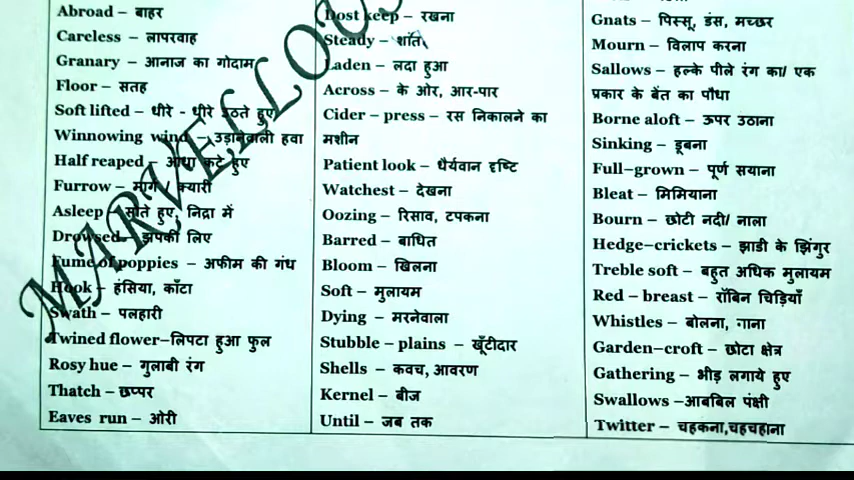 Abroad – बाहर
Careless – लापरवाह
Granary – आनाज का गोदाम
Floor – सतह
Soft lifted – धीरे - धीरे उठते हुए
Winnowing wind – उड़ानेवाली हवा
Half reaped – आधा कटे हुए
Furrow – मार्ग/ क्यारी
Asleep – सोते हुए, निद्रा में
Drowsed – झपकी लिए
Fume of poppies – अफीम की गंध
Hook – हंसिया, काँटा
Swath – पलहारी
Twined flower–लिपटा हुआ फुल
Rosy hue – गुलाबी रंग
Thatch – छप्पर
Eaves run – ओरी
Dost keep – रखना
Steady – शांत
Laden – लदा हुआ
Across – के ओर, आर-पार
Cider – press – रस निकालने का
मशीन
Patient look – धैर्यवान दृष्टि
Watchest – देखना
Oozing – रिसाव, टपकना
Barred – बाधित
Bloom – खिलना
Soft – मुलायम
Dying – मरनेवाला
Stubble – plains – खूँटीदार
Shells – कवच, आवरण
Kernel – बीज
Until – जब तक
Gnats – पिस्सू, डंस, मच्छर
Mourn – विलाप करना
Sallows – हल्के पीले रंग का/ एक
प्रकार के बेंत का पौधा
Borne aloft – ऊपर उठाना
Sinking – डूबना
Full–grown – पूर्ण सयाना
Bleat – मिमियाना
Bourn – छोटी नदी/ नाला
Hedge–crickets – झाडी के झिंगुर
Treble soft – बहुत अधिक मुलायम
Red – breast – रॉबिन चिड़ियाँ
Whistles – बोलना, गाना
Garden–croft – छोटा क्षेत्र
Gathering – भीड़ लगाये हुए
Swallows –आबबिल पंक्षी
Twitter – चहकना,चहचहाना